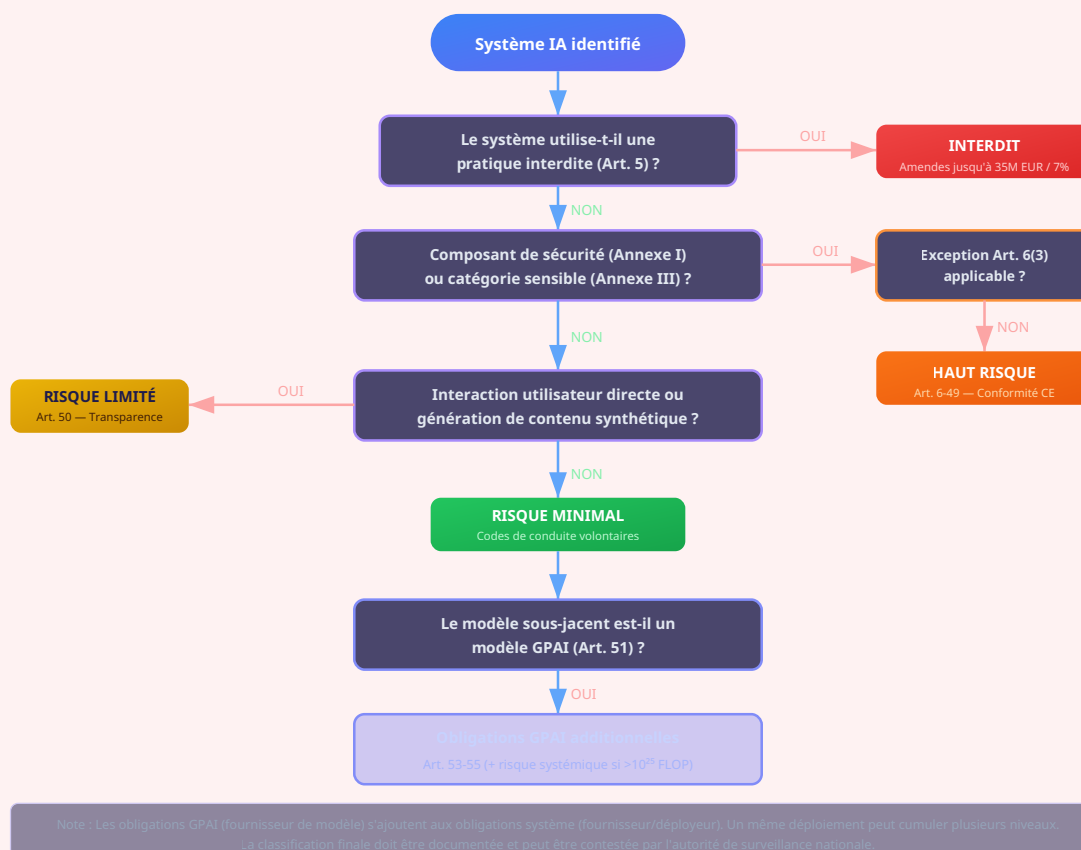 Système IA identifié
Le système utilise-t-il une
pratique interdite (Art. 5) ?
OUI
INTERDIT
Amendes jusqu'à 35M EUR / 7%
NON
Composant de sécurité (Annexe I)
ou catégorie sensible (Annexe III) ?
OUI
Exception Art. 6(3)
applicable ?
NON
NON
HAUT RISQUE
Art. 6-49 — Conformité CE
Interaction utilisateur directe ou
génération de contenu synthétique ?
OUI
RISQUE LIMITÉ
Art. 50 — Transparence
NON
RISQUE MINIMAL
Codes de conduite volontaires
Le modèle sous-jacent est-il un
modèle GPAI (Art. 51) ?
OUI
Obligations GPAI additionnelles
Art. 53-55 (+ risque systémique si >10²⁵ FLOP)
Note : Les obligations GPAI (fournisseur de modèle) s'ajoutent aux obligations système (fournisseur/déployeur). Un même déploiement peut cumuler plusieurs niveaux.
La classification finale doit être documentée et peut être contestée par l'autorité de surveillance nationale.